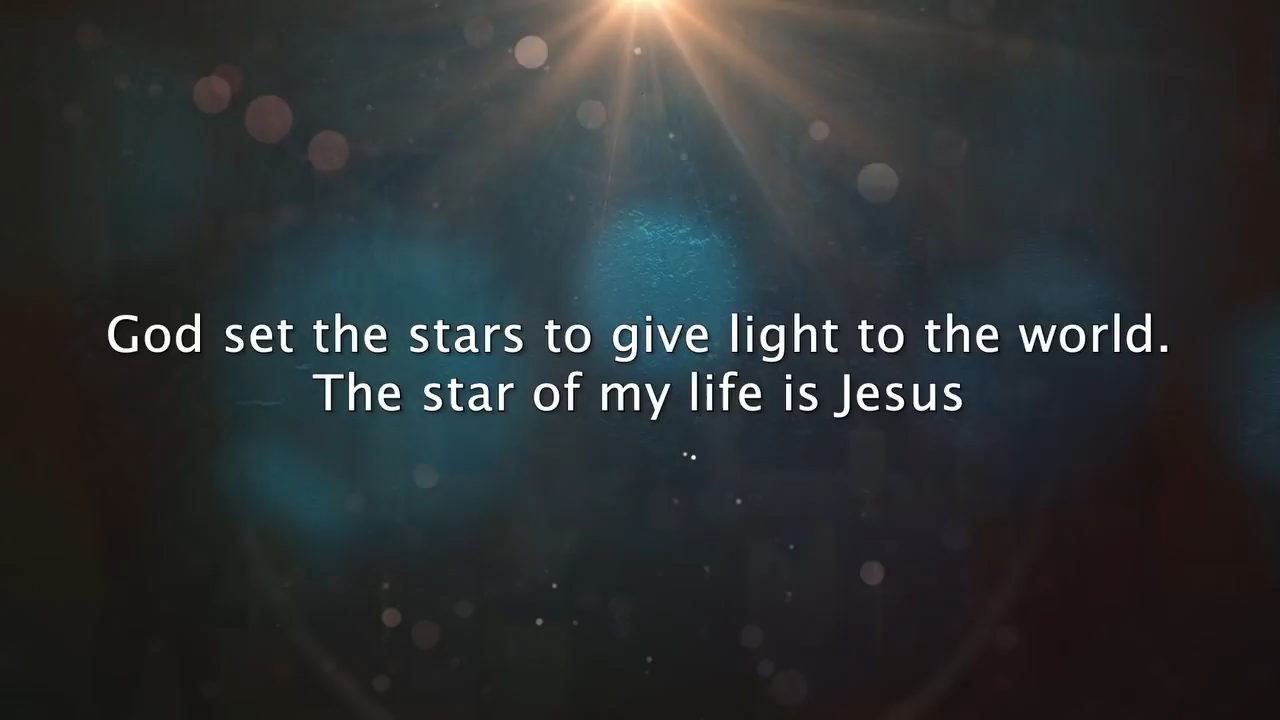 God set the stars to give light to the world.
The star of my life is Jesus